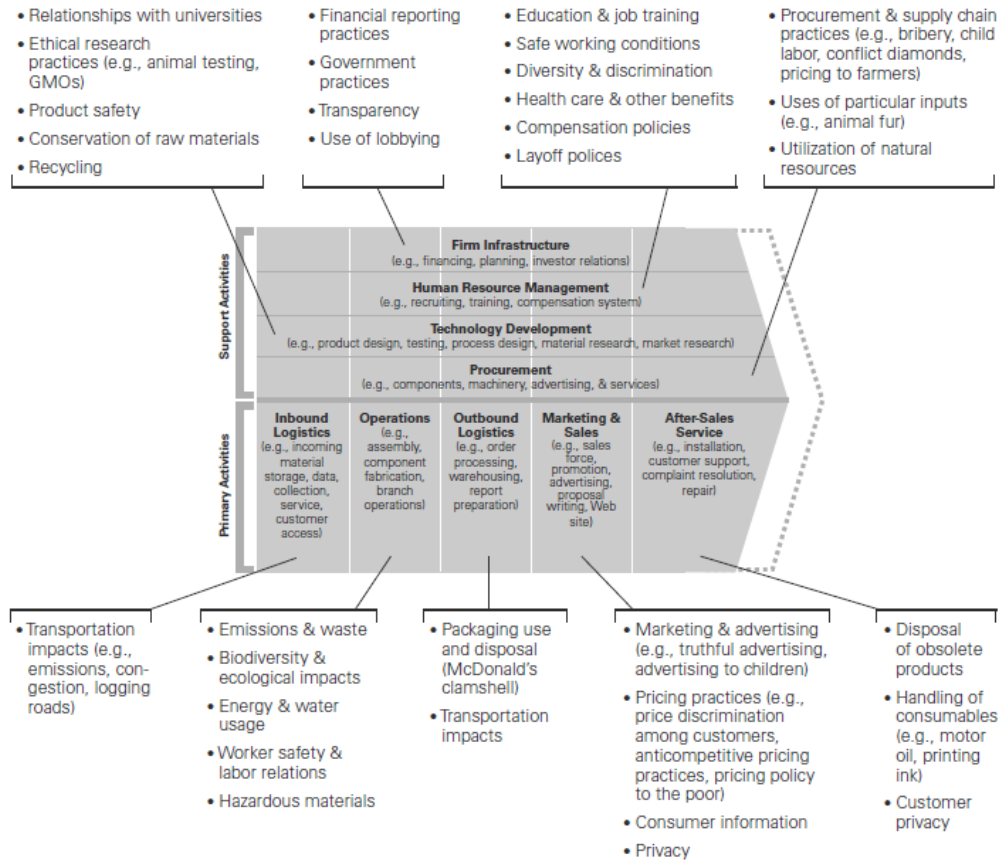 • Relationships with universities
• Ethical research
practices (e.g., animal testing,
GMOs)
• Product safety
• Conservation of raw materials
• Recycling
• Financial reporting
practices
• Government
practices
• Transparency
• Use of lobbying
• Education & job training
• Safe working conditions
• Diversity & discrimination
• Health care & other benefits
• Compensation policies
• Layoff polices
• Procurement & supply chain
practices (e.g., bribery, child
labor, conflict diamonds,
pricing to farmers)
• Uses of particular inputs
(e.g., animal fur)
• Utilization of natural
resources
Support Activities
Firm Infrastructure
(e.g., financing, planning, investor relations)
Human Resource Management
(e.g., recruiting, training, compensation system)
Technology Development
(e.g., product design, testing, process design, material research, market research)
Procurement
(e.g., components, machinery, advertising, & services)
Primary Activities
Inbound
Logistics
(e.g., incoming
material
storage, data,
collection,
service,
customer
access)
Operations
(e.g.,
assembly,
component
fabrication,
branch
operations)
Outbound
Logistics
(e.g., order
processing,
warehousing,
report
preparation)
Marketing &
Sales
(e.g., sales
force,
promotion,
advertising,
proposal
writing, Web
site)
After-Sales
Service
(e.g., installation,
customer support,
complaint resolution,
repair)
• Transportation
impacts (e.g.,
emissions, con-
gestion, logging
roads)
• Emissions & waste
• Biodiversity &
ecological impacts
• Energy & water
usage
• Worker safety &
labor relations
• Hazardous materials
• Packaging use
and disposal
(McDonald's
clamshell)
• Transportation
impacts
• Marketing & advertising
(e.g., truthful advertising,
advertising to children)
• Pricing practices (e.g.,
price discrimination
among customers,
anticompetitive pricing
practices, pricing policy
to the poor)
• Consumer information
• Privacy
• Disposal
of obsolete
products
• Handling of
consumables
(e.g., motor
oil, printing
ink)
• Customer
privacy